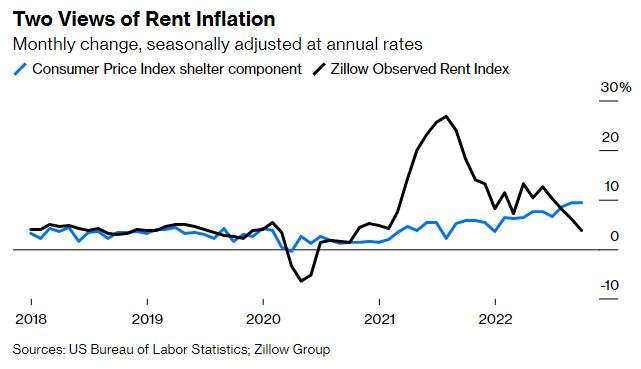 Two Views of Rent Inflation
Monthly change, seasonally adjusted at annual rates
Consumer Price Index shelter component Zillow Observed Rent Index
30%
20
10
0
-10
2018 2019 2020 2021 2022
Sources: US Bureau of Labor Statistics; Zillow Group